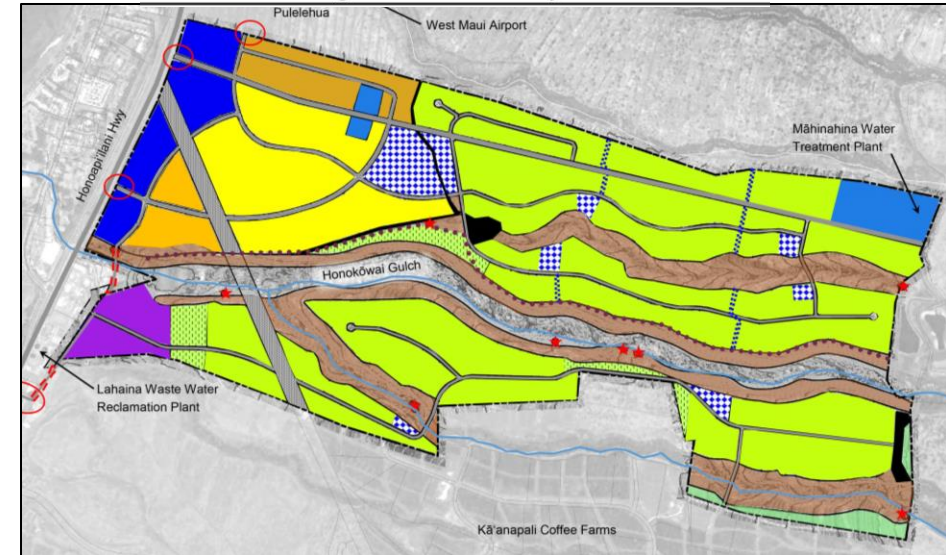 Pulelehua
West Maui Airport
Honoapiʻilani Hwy
Māhinahina Water
Treatment Plant
Honokōwai Gulch
Lahaina Waste Water
Reclamation Plant
Kāʻanapali Coffee Farms